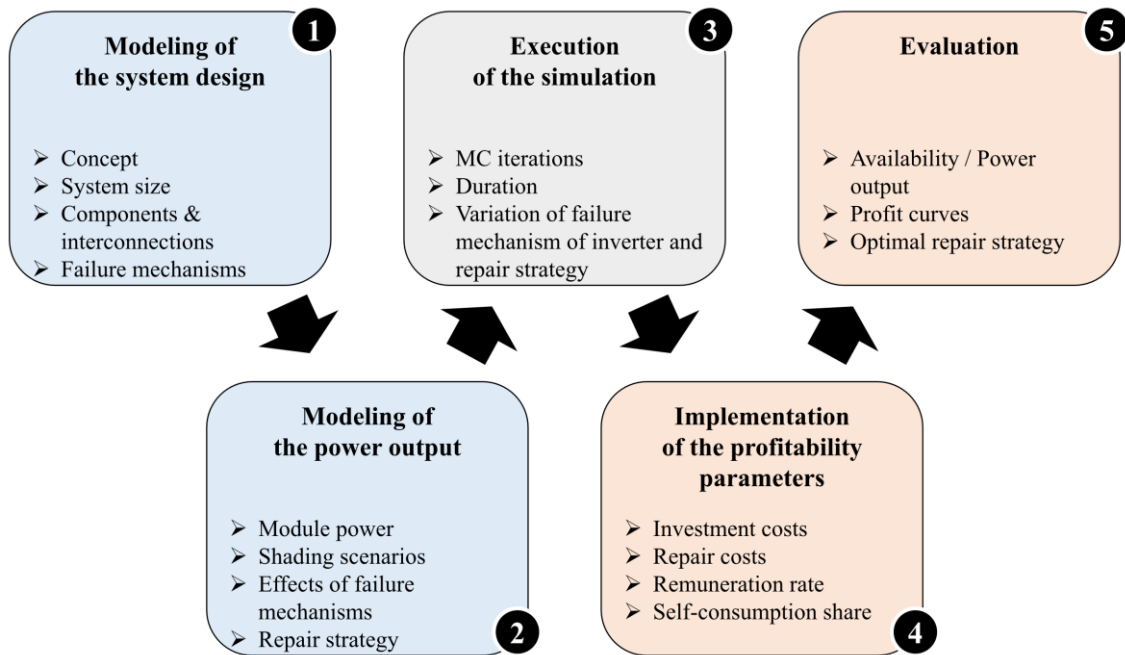 1
Modeling of
the system design
➢ Concept
➢ System size
➢ Components &
interconnections
➢ Failure mechanisms
2
Modeling of
the power output
➢ Module power
➢ Shading scenarios
➢ Effects of failure
mechanisms
➢ Repair strategy
3
Execution
of the simulation
➢ MC iterations
➢ Duration
➢ Variation of failure
mechanism of inverter and
repair strategy
4
Implementation
of the profitability
parameters
➢ Investment costs
➢ Repair costs
➢ Remuneration rate
➢ Self-consumption share
5
Evaluation
➢ Availability / Power
output
➢ Profit curves
➢ Optimal repair strategy